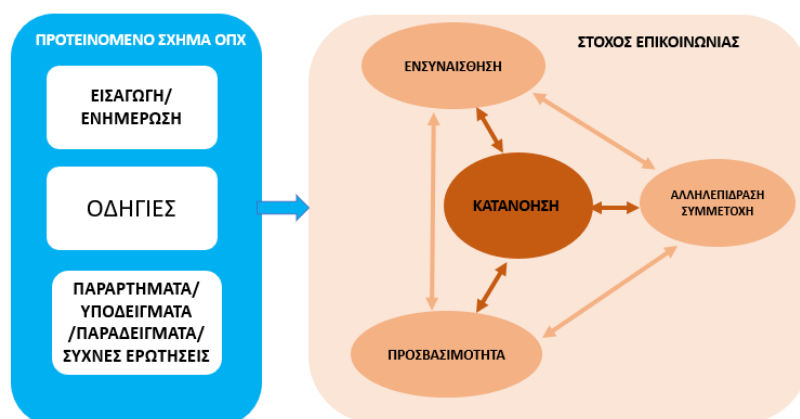 ΠΡΟΤΕΙΝΟΜΕΝΟ ΣΧΗΜΑ ΟΠΧ
ΕΙΣΑΓΩΓΗ/
ΕΝΗΜΕΡΩΣΗ
ΟΔΗΓΙΕΣ
ΠΑΡΑΡΤΗΜΑΤΑ/
ΥΠΟΔΕΙΓΜΑΤΑ
/ΠΑΡΑΔΕΙΓΜΑΤΑ/
ΣΥΧΝΕΣ ΕΡΩΤΗΣΕΙΣ
ΣΤΟΧΟΣ ΕΠΙΚΟΙΝΩΝΙΑΣ
ΕΝΣΥΝΑΙΣΘΗΣΗ
ΚΑΤΑΝΟΗΣΗ
ΑΛΛΗΛΕΠΙΔΡΑΣΗ
ΣΥΜΜΕΤΟΧΗ
ΠΡΟΣΒΑΣΙΜΟΤΗΤΑ